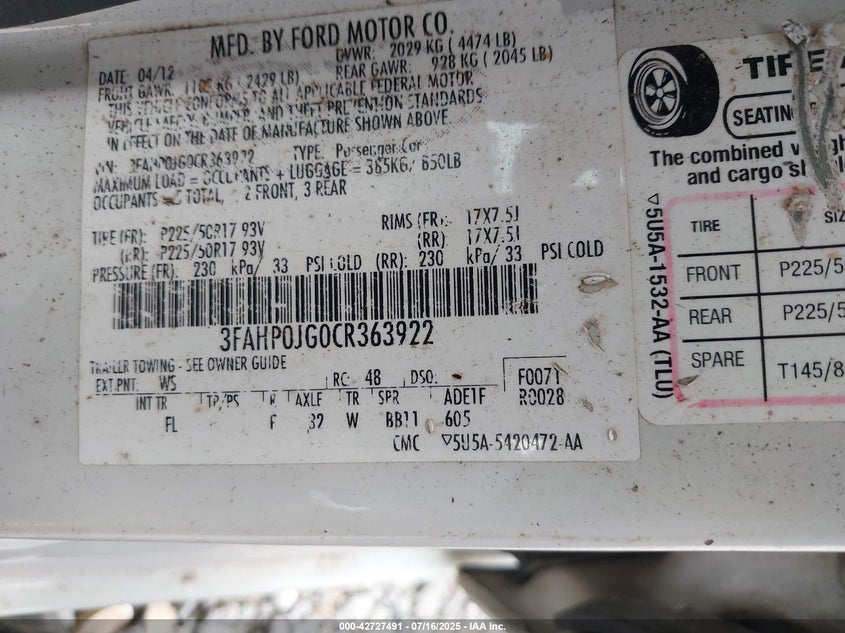 MFD. BY FORD MOTOR CO.
DATE: 04/12
GVWR: 2029 KG ( 4474 LB)
FRONT GAWR: 1102 KG (2429 LB)
REAR GAWR: 928 KG ( 2045 LB)
THIS VEHICLE CONFORMS TO ALL APPLICABLE FEDERAL MOTOR
VEHICLE SAFETY, BUMPER, AND THEFT PREVENTION STANDARDS
IN EFFECT ON THE DATE OF MANUFACTURE SHOWN ABOVE.
VIN: 3FAHP0JG0CR363922
TYPE: Passenger Car
MAXIMUM LOAD = OCCUPANTS + LUGGAGE = 385KG/ 850LB
OCCUPANTS = TOTAL, 2 FRONT, 3 REAR
TIRE (FR): P225/50R17 93V RIMS (FR): 17X7.5J
(RR): P225/50R17 93V (RR): 17X7.5J
PRESSURE (FR): 230 kPa/ 33 PSI COLD (RR): 230 kPa/ 33 PSI COLD
3FAHP0JG0CR363922
TRAILER TOWING - SEE OWNER GUIDE
EXT PNT: WS RC: 48 DSO: F0071
INT TR TP/PS R AXLE TR SPR ADE1F R0028
FL F 32 W BB11 605
CMC ▽5U5A-5420472-AA
TIRE
SEATING
The combined weight
and cargo
▽5U5A-1532-AA (TLU)
TIRE SIZ
FRONT P225/5
REAR P225/5
SPARE T145/8
000-42727491 - 07/16/2025 - IAA Inc.